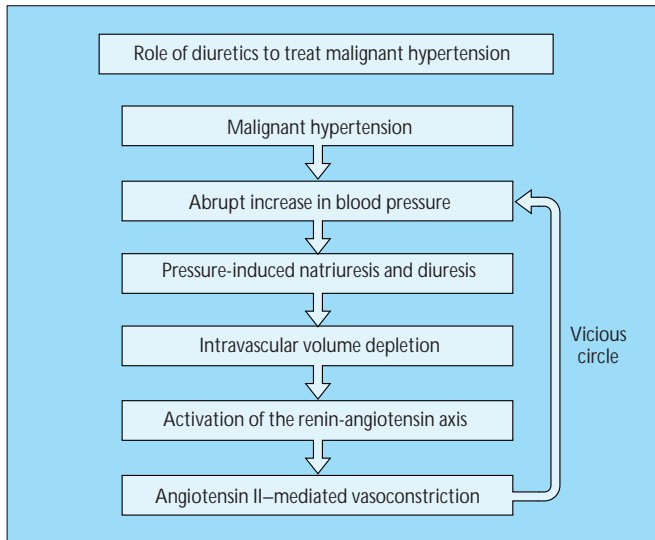 Role of diuretics to treat malignant hypertension
Malignant hypertension
Abrupt increase in blood pressure
Pressure-induced natriuresis and diuresis
Intravascular volume depletion
Activation of the renin-angiotensin axis
Angiotensin II–mediated vasoconstriction
Vicious
circle